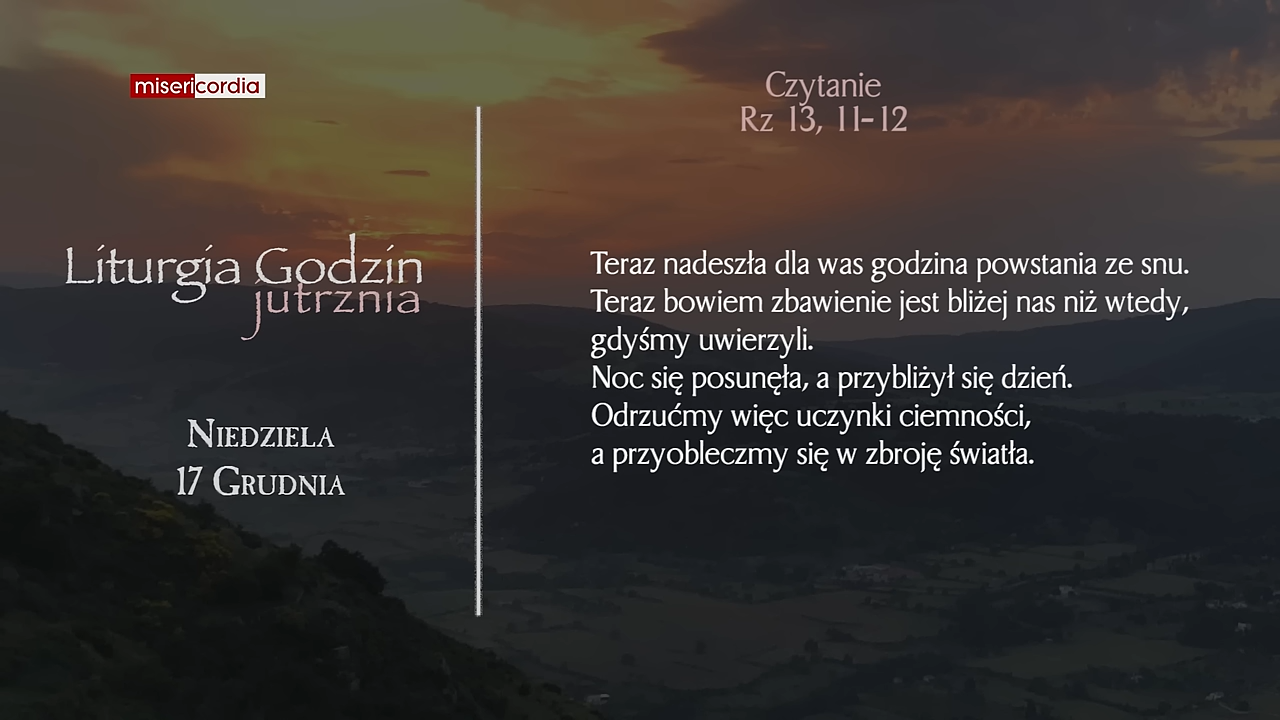 misericordia
Liturgia Godzin
jutrznia
Niedziela
17 Grudnia
Czytanie
Rz 13, 11-12
Teraz nadeszła dla was godzina powstania ze snu.
Teraz bowiem zbawienie jest bliżej nas niż wtedy,
gdyśmy uwierzyli.
Noc się posunęła, a przybliżył się dzień.
Odrzućmy więc uczynki ciemności,
a przyobleczmy się w zbroję światła.